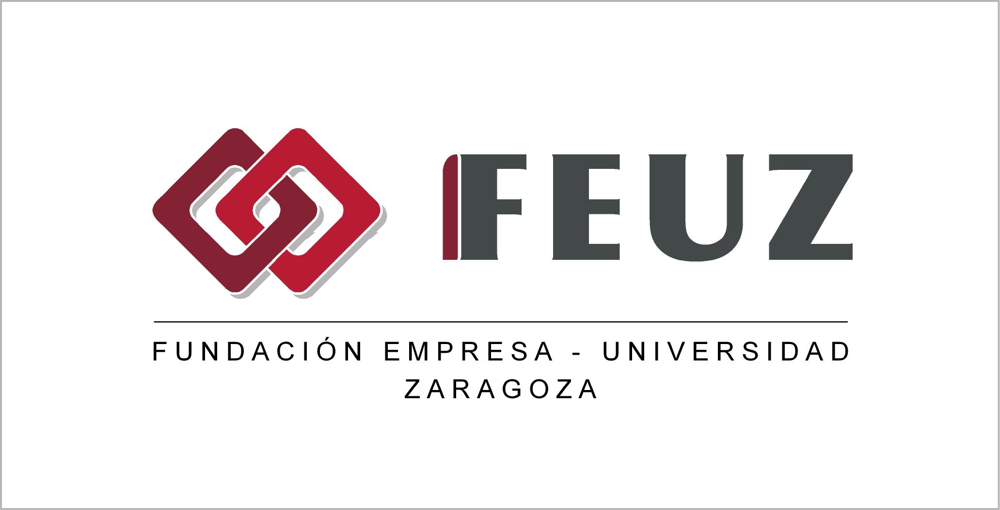 FEUZ
FUNDACIÓN EMPRESA - UNIVERSIDAD
ZARAGOZA